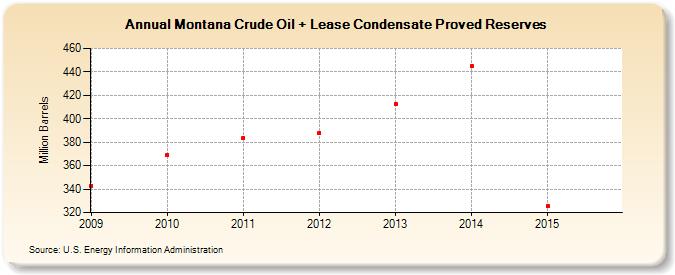 Annual Montana Crude Oil + Lease Condensate Proved Reserves
Million Barrels
460
440
420
400
380
360
340
320
2009 2010 2011 2012 2013 2014 2015
Source: U.S. Energy Information Administration